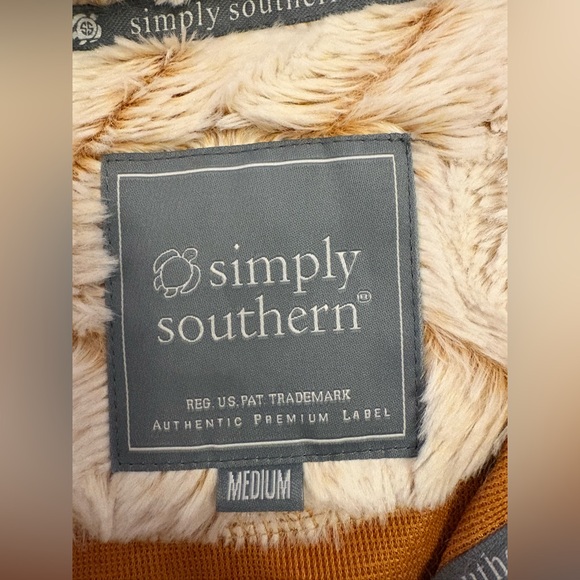 simply southern
simply
southern®
REG. US. PAT. TRADEMARK
AUTHENTIC PREMIUM LABEL
MEDIUM